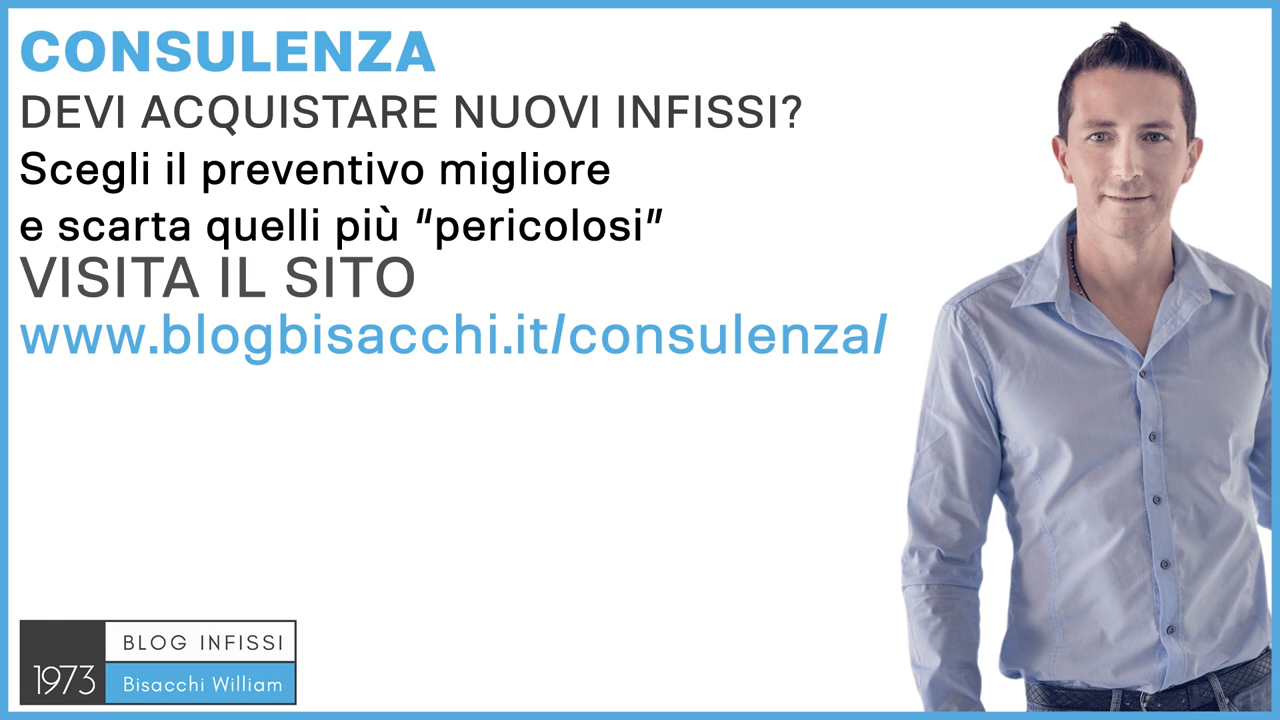 CONSULENZA
DEVI ACQUISTARE NUOVI INFISSI?
Scegli il preventivo migliore
e scarta quelli più “pericolosi”
VISITA IL SITO
www.blogbisacchi.it/consulenza/
1973
BLOG INFISSI
Bisacchi William